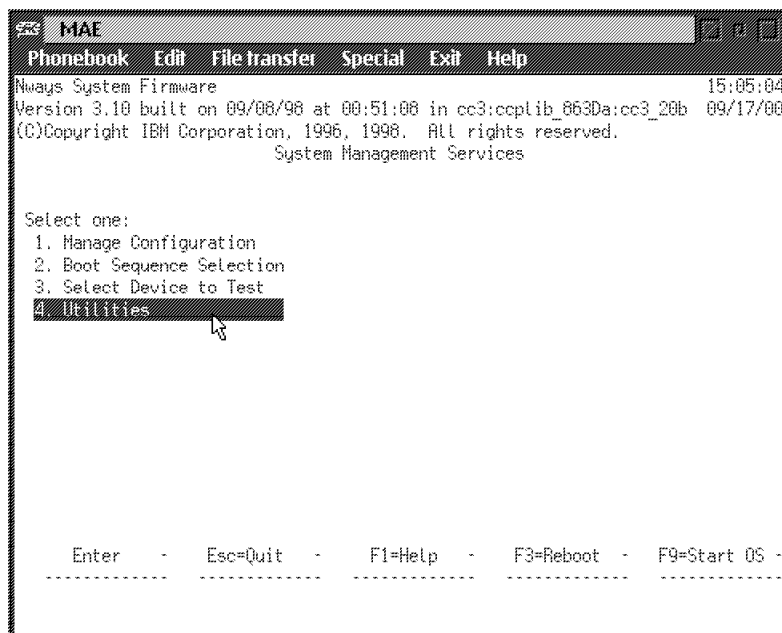 MAE
Phonebook Edit File transfer Special Exit Help
Nways System Firmware 15:05:04
Version 3.10 built on 09/08/98 at 00:51:08 in cc3:ccplib_863Da:cc3_20b 09/17/00
(C)Copyright IBM Corporation, 1996, 1998. All rights reserved.
System Management Services
Select one:
1. Manage Configuration
2. Boot Sequence Selection
3. Select Device to Test
4. Utilities
Enter - Esc=Quit - F1=Help - F3=Reboot - F9=Start OS -